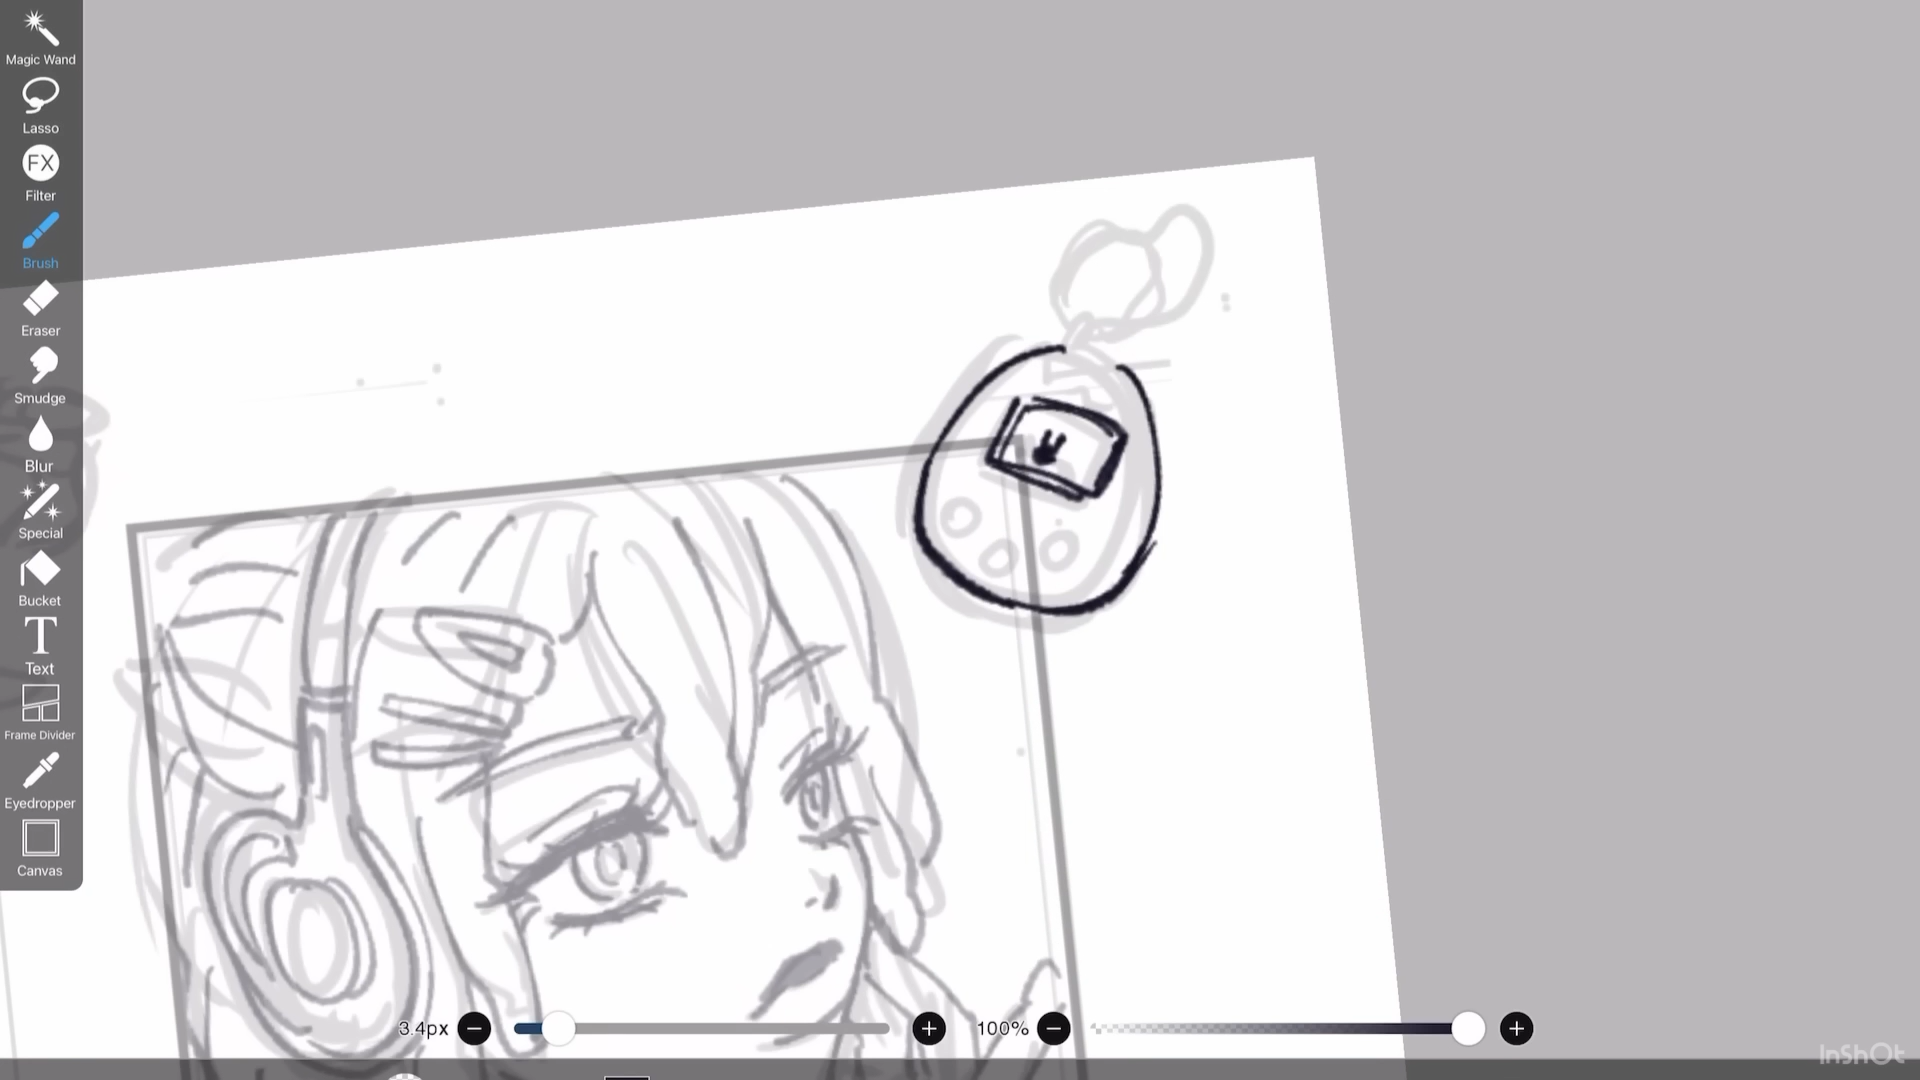 Magic Wand
Lasso
FX
Filter
Brush
Eraser
Smudge
Blur
Special
Bucket
T
Text
Frame Divider
Eyedropper
Canvas
3.4px
100%
InShOt